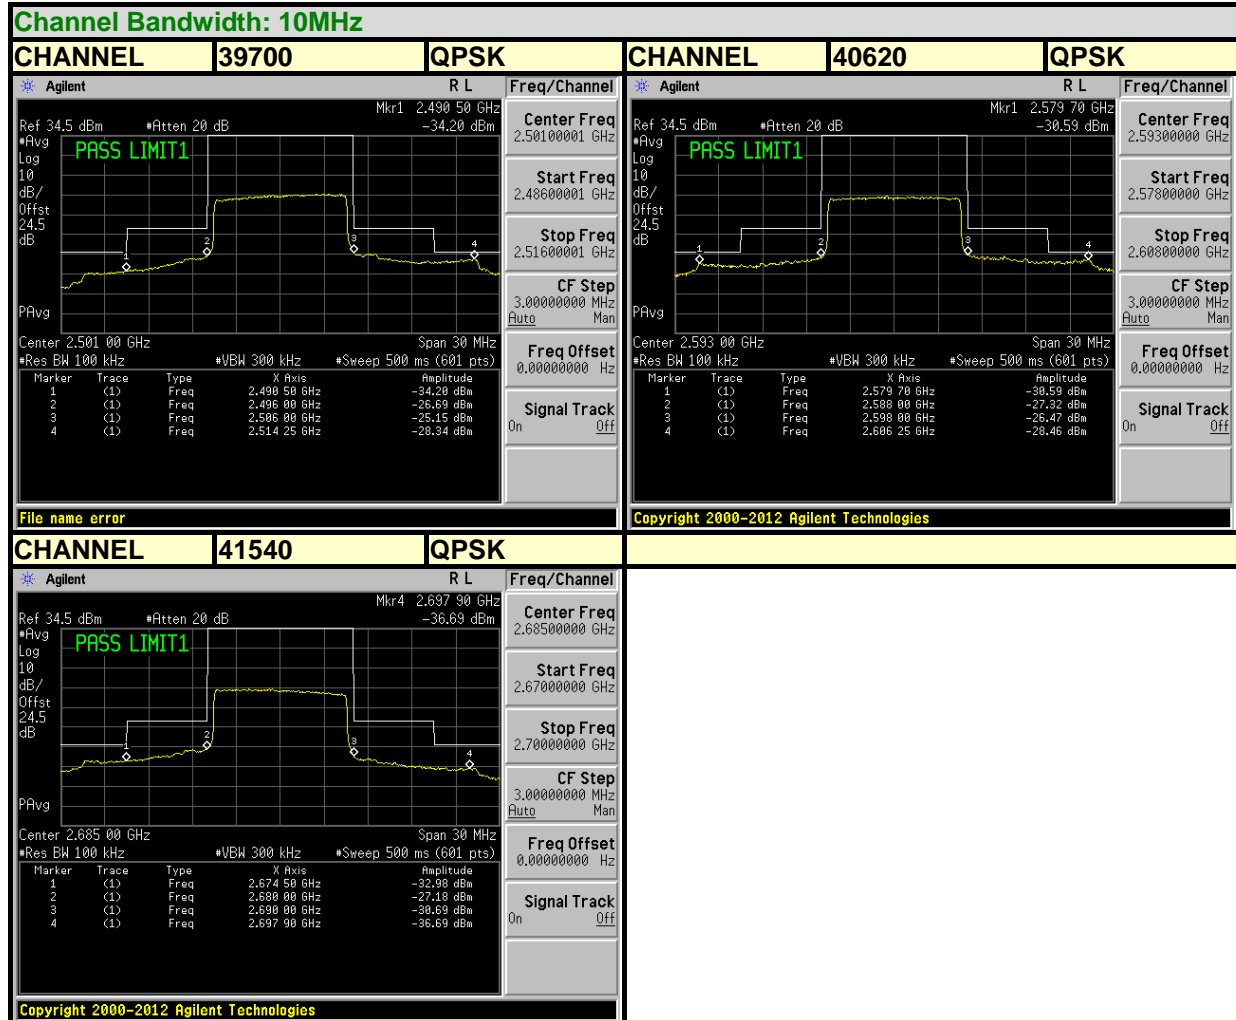 Channel Bandwidth: 10MHz
CHANNEL 39700 QPSK CHANNEL 40620 QPSK
Agilent R L Freq/Channel
Mkr1 2.490 50 GHz
Ref 34.5 dBm #Atten 20 dB -34.20 dBm
#Avg
Log
10
dB/
Offst
24.5
dB
PAvg
PASS LIMIT1
1
2
3
4
Center 2.501 00 GHz Span 30 MHz
#Res BW 100 kHz #VBW 300 kHz #Sweep 500 ms (601 pts)
Marker Trace Type X Axis Amplitude
1 (1) Freq 2.490 50 GHz -34.20 dBm
2 (1) Freq 2.496 00 GHz -26.69 dBm
3 (1) Freq 2.506 00 GHz -25.15 dBm
4 (1) Freq 2.514 25 GHz -28.34 dBm
File name error
Center Freq
2.50100001 GHz
Start Freq
2.48600001 GHz
Stop Freq
2.51600001 GHz
CF Step
3.00000000 MHz
Auto Man
Freq Offset
0.00000000 Hz
Signal Track
On Off
Agilent R L Freq/Channel
Mkr1 2.579 70 GHz
Ref 34.5 dBm #Atten 20 dB -30.59 dBm
#Avg
Log
10
dB/
Offst
24.5
dB
PAvg
PASS LIMIT1
1
2
3
4
Center 2.593 00 GHz Span 30 MHz
#Res BW 100 kHz #VBW 300 kHz #Sweep 500 ms (601 pts)
Marker Trace Type X Axis Amplitude
1 (1) Freq 2.579 70 GHz -30.59 dBm
2 (1) Freq 2.588 00 GHz -27.32 dBm
3 (1) Freq 2.598 00 GHz -26.47 dBm
4 (1) Freq 2.606 25 GHz -28.46 dBm
Copyright 2000-2012 Agilent Technologies
Center Freq
2.59300000 GHz
Start Freq
2.57800000 GHz
Stop Freq
2.60800000 GHz
CF Step
3.00000000 MHz
Auto Man
Freq Offset
0.00000000 Hz
Signal Track
On Off
CHANNEL 41540 QPSK
Agilent R L Freq/Channel
Mkr4 2.697 90 GHz
Ref 34.5 dBm #Atten 20 dB -36.69 dBm
#Avg
Log
10
dB/
Offst
24.5
dB
PAvg
PASS LIMIT1
1
2
3
4
Center 2.685 00 GHz Span 30 MHz
#Res BW 100 kHz #VBW 300 kHz #Sweep 500 ms (601 pts)
Marker Trace Type X Axis Amplitude
1 (1) Freq 2.674 50 GHz -32.98 dBm
2 (1) Freq 2.680 00 GHz -27.18 dBm
3 (1) Freq 2.690 00 GHz -30.69 dBm
4 (1) Freq 2.697 90 GHz -36.69 dBm
Copyright 2000-2012 Agilent Technologies
Center Freq
2.68500000 GHz
Start Freq
2.67000000 GHz
Stop Freq
2.70000000 GHz
CF Step
3.00000000 MHz
Auto Man
Freq Offset
0.00000000 Hz
Signal Track
On Off